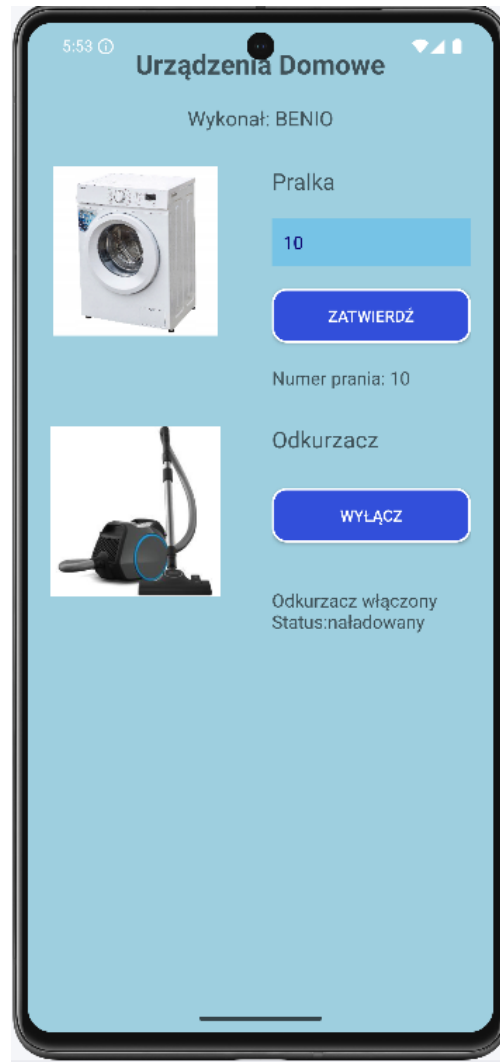 5:53
Urządzenia Domowe
Wykonał: BENIO
Pralka
10
ZATWIERDŹ
Numer prania: 10
Odkurzacz
WYŁĄCZ
Odkurzacz włączony
Status:naładowany